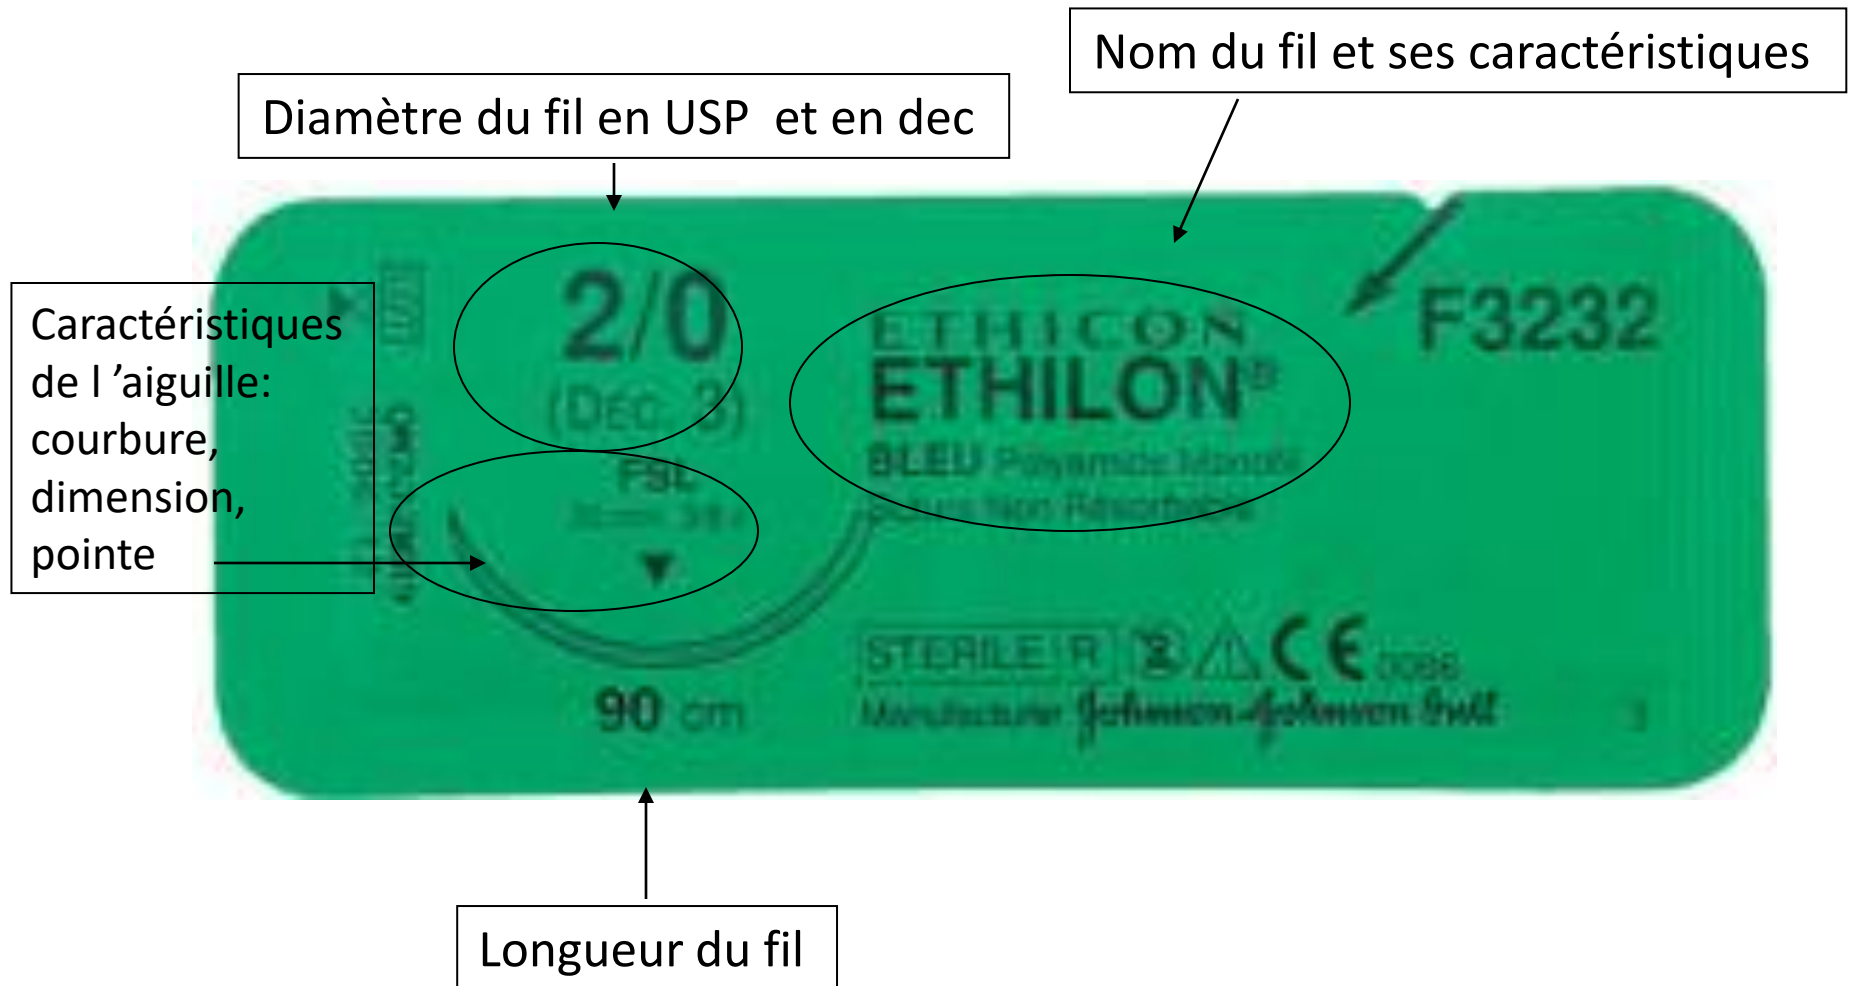 Nom du fil et ses caractéristiques
Diamètre du fil en USP et en dec
Caractéristiques
de l ’aiguille:
courbure,
dimension,
pointe
2/0
(DÉC. 3)
FSL
90 cm
ETHICON
ETHILON®
BLEU Polyamide Monofil
Non Résorbable
F3232
STERILE R
CE
Manufacturer Johnson-Johnson Intl
Longueur du fil